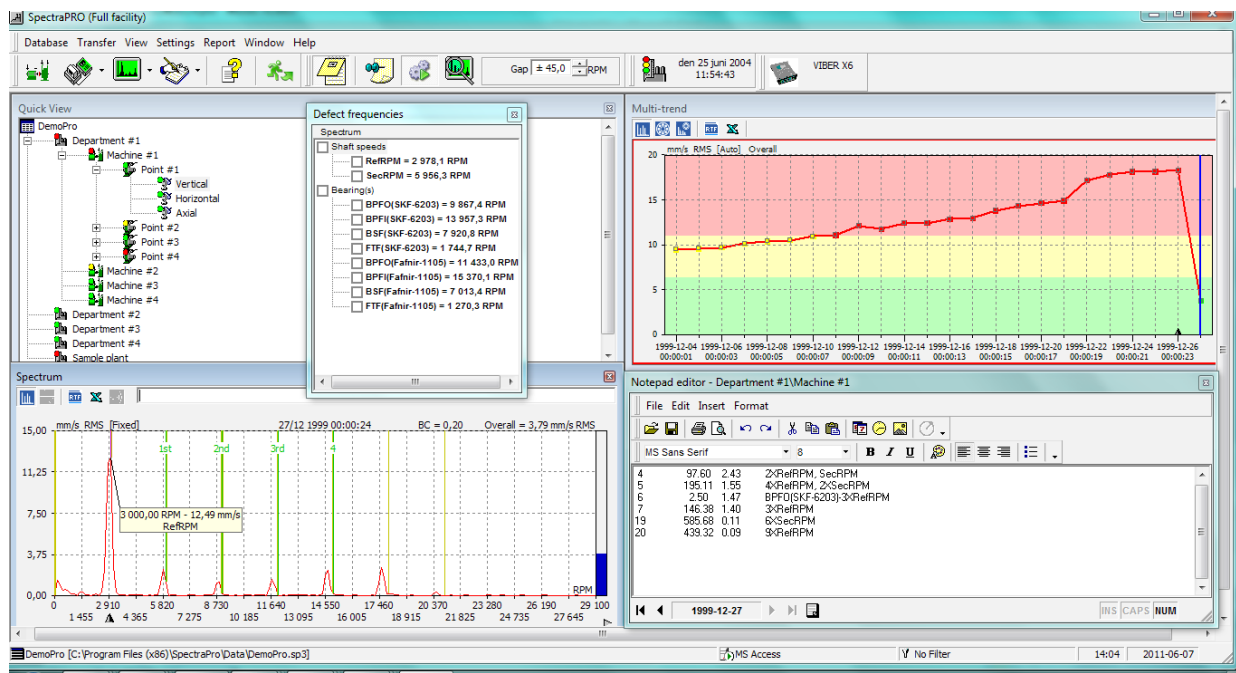 SpectraPRO (Full facility)
Database Transfer View Settings Report Window Help
Gap ± 45,0 RPM
den 25 juni 2004
11:54:43
VIBER X6
Quick View
DemoPro
Department #1
Machine #1
Point #1
Vertical
Horizontal
Axial
Point #2
Point #3
Point #4
Machine #2
Machine #3
Machine #4
Department #2
Department #3
Department #4
Sample plant
Defect frequencies
Spectrum
Shaft speeds
RefRPM = 2 978,1 RPM
SecRPM = 5 956,3 RPM
Bearing(s)
BPFO(SKF-6203) = 9 867,4 RPM
BPFI(SKF-6203) = 13 957,3 RPM
BSF(SKF-6203) = 7 920,8 RPM
FTF(SKF-6203) = 1 744,7 RPM
BPFO(Fafnir-1105) = 11 433,0 RPM
BPFI(Fafnir-1105) = 15 370,1 RPM
BSF(Fafnir-1105) = 7 013,4 RPM
FTF(Fafnir-1105) = 1 270,3 RPM
Multi-trend
RTF
mm/s RMS [Auto] Overall
20
15
10
5
0
1999-12-04 1999-12-06 1999-12-08 1999-12-10 1999-12-12 1999-12-14 1999-12-16 1999-12-18 1999-12-20 1999-12-22 1999-12-24 1999-12-26
00:00:01 00:00:03 00:00:05 00:00:07 00:00:09 00:00:11 00:00:13 00:00:15 00:00:17 00:00:19 00:00:21 00:00:23
Spectrum
RTF
mm/s RMS [Fixed] 27/12 1999 00:00:24 BC = 0,20 Overall = 3,79 mm/s RMS
15,00
11,25
7,50
3,75
0,00
1st 2nd 3rd 4
3 000,00 RPM - 12,49 mm/s
RefRPM
RPM
0 2 910 5 820 8 730 11 640 14 550 17 460 20 370 23 280 26 190 29 100
1 455 4 365 7 275 10 185 13 095 16 005 18 915 21 825 24 735 27 645
Notepad editor - Department #1\Machine #1
File Edit Insert Format
MS Sans Serif 8 B I U
4 97.60 2.43 2×RefRPM, SecRPM
5 195.11 1.55 4×RefRPM, 2×SecRPM
6 2.50 1.47 BPFO(SKF-6203)-3×RefRPM
7 146.38 1.40 3×RefRPM
19 585.68 0.11 6×SecRPM
20 439.32 0.09 9×RefRPM
1999-12-27
INS CAPS NUM
DemoPro [C:\Program Files (x86)\SpectraPro\Data\DemoPro.sp3] MS Access No Filter 14:04 2011-06-07